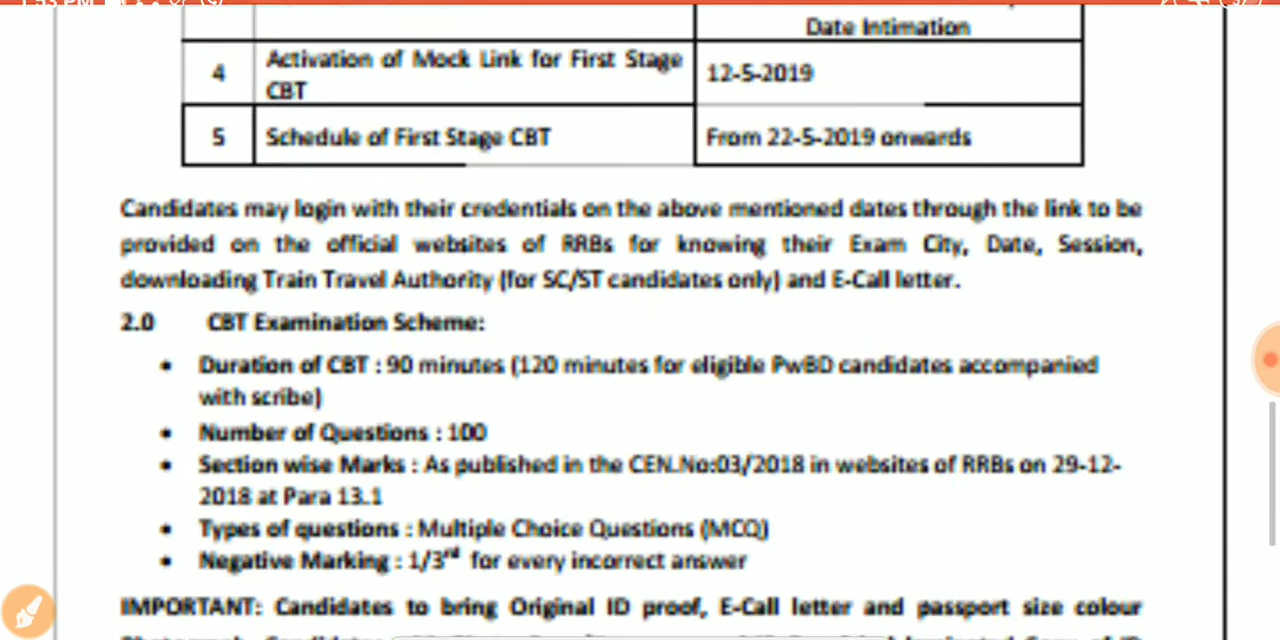 1:53 PM
Date Intimation
4 Activation of Mock Link for First Stage CBT 12-5-2019
5 Schedule of First Stage CBT From 22-5-2019 onwards
Candidates may login with their credentials on the above mentioned dates through the link to be
provided on the official websites of RRBs for knowing their Exam City, Date, Session,
downloading Train Travel Authority (for SC/ST candidates only) and E-Call letter.
2.0 CBT Examination Scheme:
• Duration of CBT : 90 minutes (120 minutes for eligible PwBD candidates accompanied
with scribe)
• Number of Questions : 100
• Section wise Marks : As published in the CEN.No:03/2018 in websites of RRBs on 29-12-
2018 at Para 13.1
• Types of questions : Multiple Choice Questions (MCQ)
• Negative Marking : 1/3rd for every incorrect answer
IMPORTANT: Candidates to bring Original ID proof, E-Call letter and passport size colour